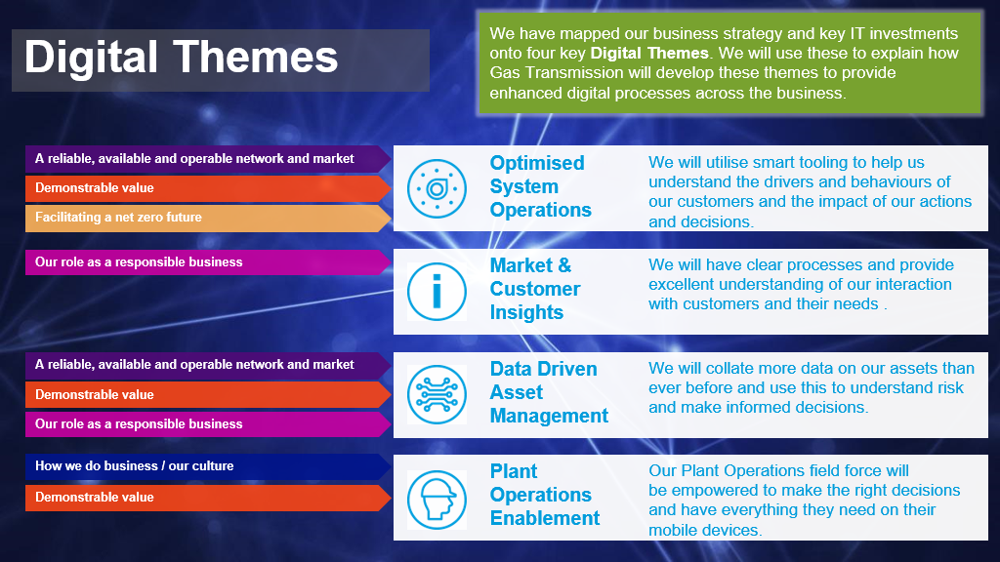 Digital Themes
We have mapped our business strategy and key IT investments
onto four key Digital Themes. We will use these to explain how
Gas Transmission will develop these themes to provide
enhanced digital processes across the business.
A reliable, available and operable network and market
Demonstrable value
Facilitating a net zero future
Optimised
System
Operations
We will utilise smart tooling to help us
understand the drivers and behaviours of
our customers and the impact of our actions
and decisions.
Our role as a responsible business
Market &
Customer
Insights
We will have clear processes and provide
excellent understanding of our interaction
with customers and their needs .
A reliable, available and operable network and market
Demonstrable value
Our role as a responsible business
Data Driven
Asset
Management
We will collate more data on our assets than
ever before and use this to understand risk
and make informed decisions.
How we do business / our culture
Demonstrable value
Plant
Operations
Enablement
Our Plant Operations field force will
be empowered to make the right decisions
and have everything they need on their
mobile devices.